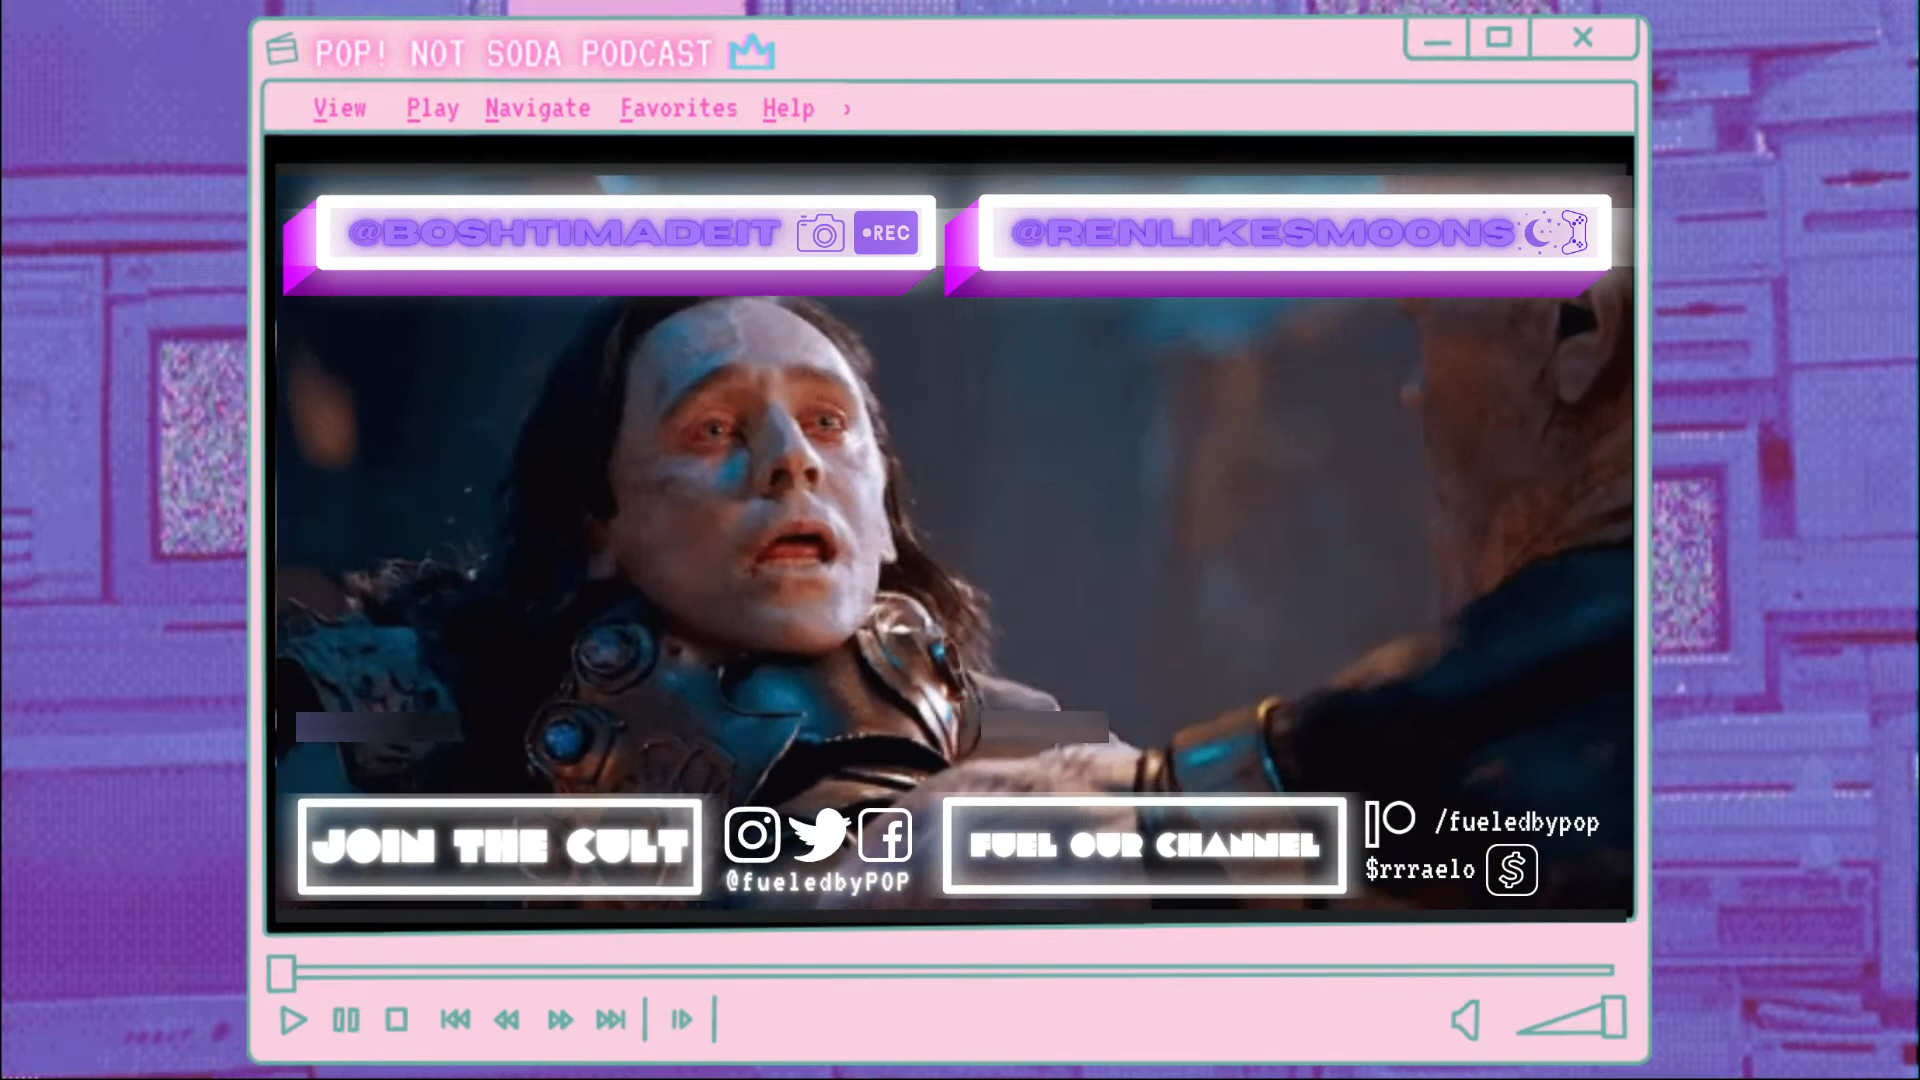 POP! NOT SODA PODCAST
View Play Navigate Favorites Help ›
@BOSHTIMADEIT REC
@RENLIKESMOONS
JOIN THE CULT
@fueledbyPOP
FUEL OUR CHANNEL
/fueledbypop
$rrraelo